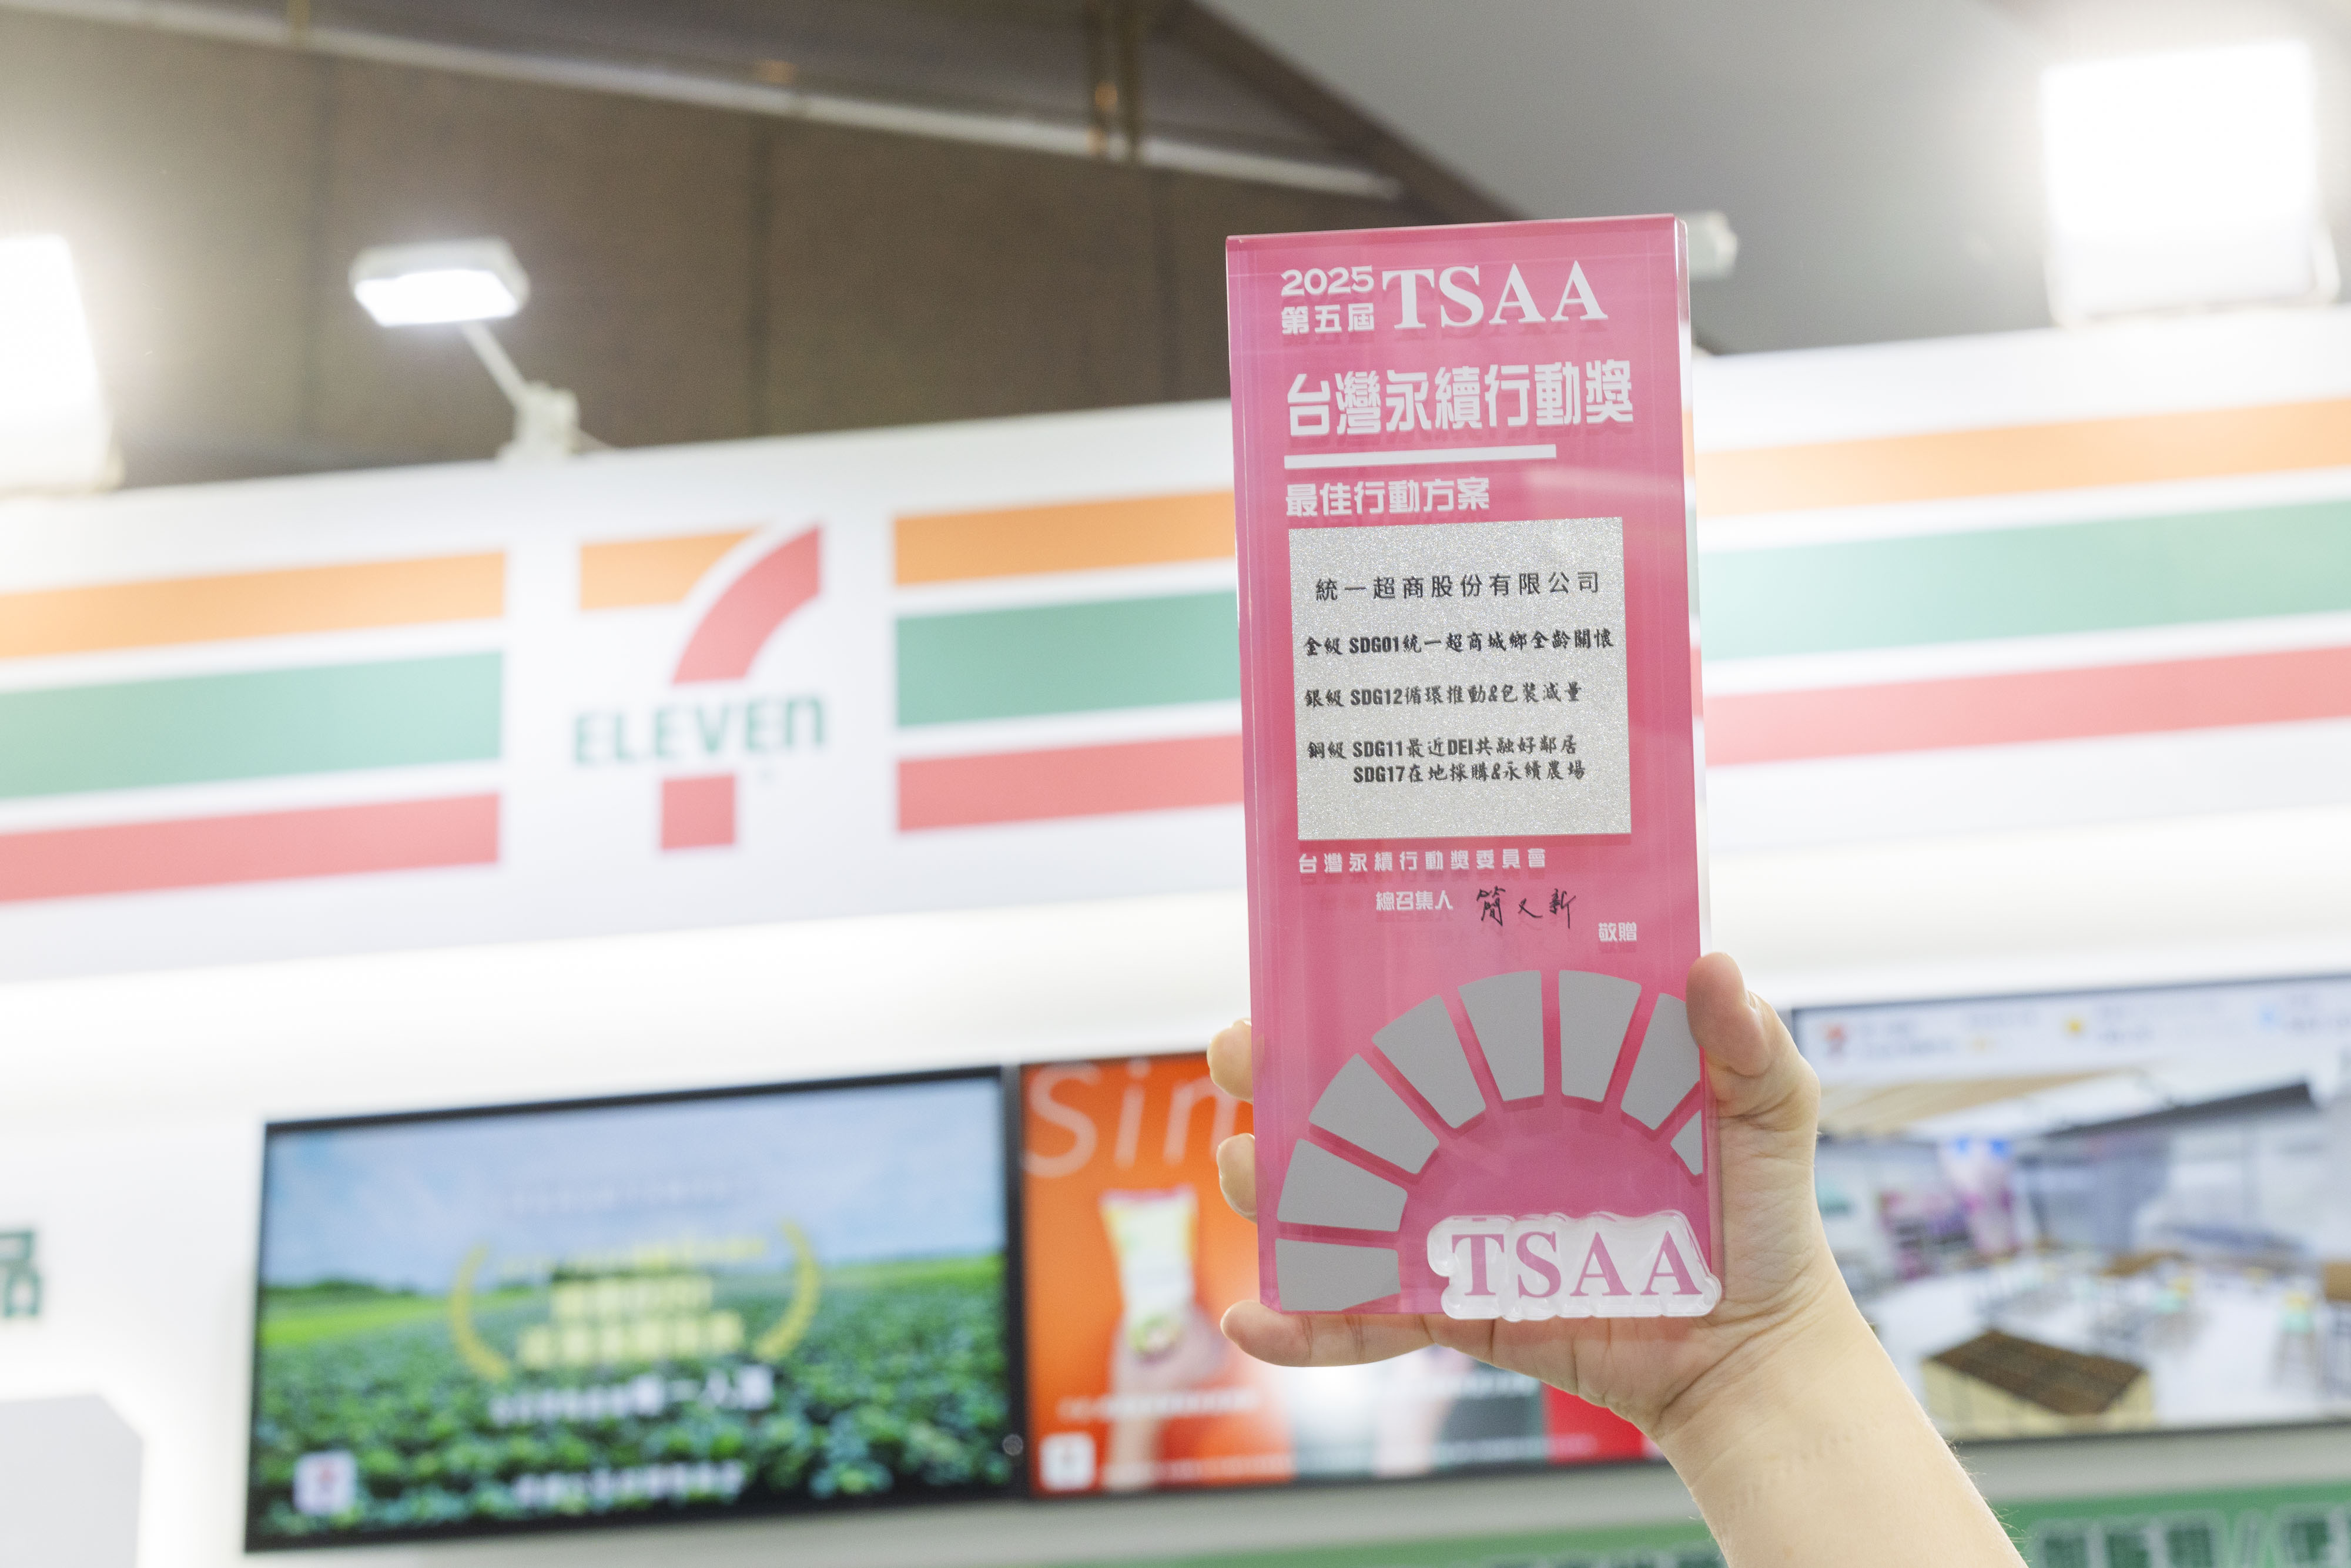 2025 TSAA
第五屆
台灣永續行動獎
最佳行動方案
統一超商股份有限公司
金級 SDG01統一超商城鄉全齡關懷
銀級 SDG12循環推動&包裝減量
銅級 SDG11最近DEI共融好鄰居
SDG17在地採購&永續農場
台灣永續行動獎委員會
總召集人 簡又新
敬贈
TSAA
7
ELEVEn
Sim
品